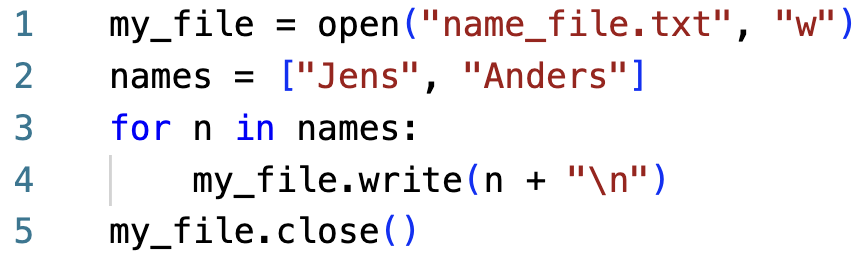 1 my_file = open("name_file.txt", "w")
2 names = ["Jens", "Anders"]
3 for n in names:
4     my_file.write(n + "\n")
5 my_file.close()